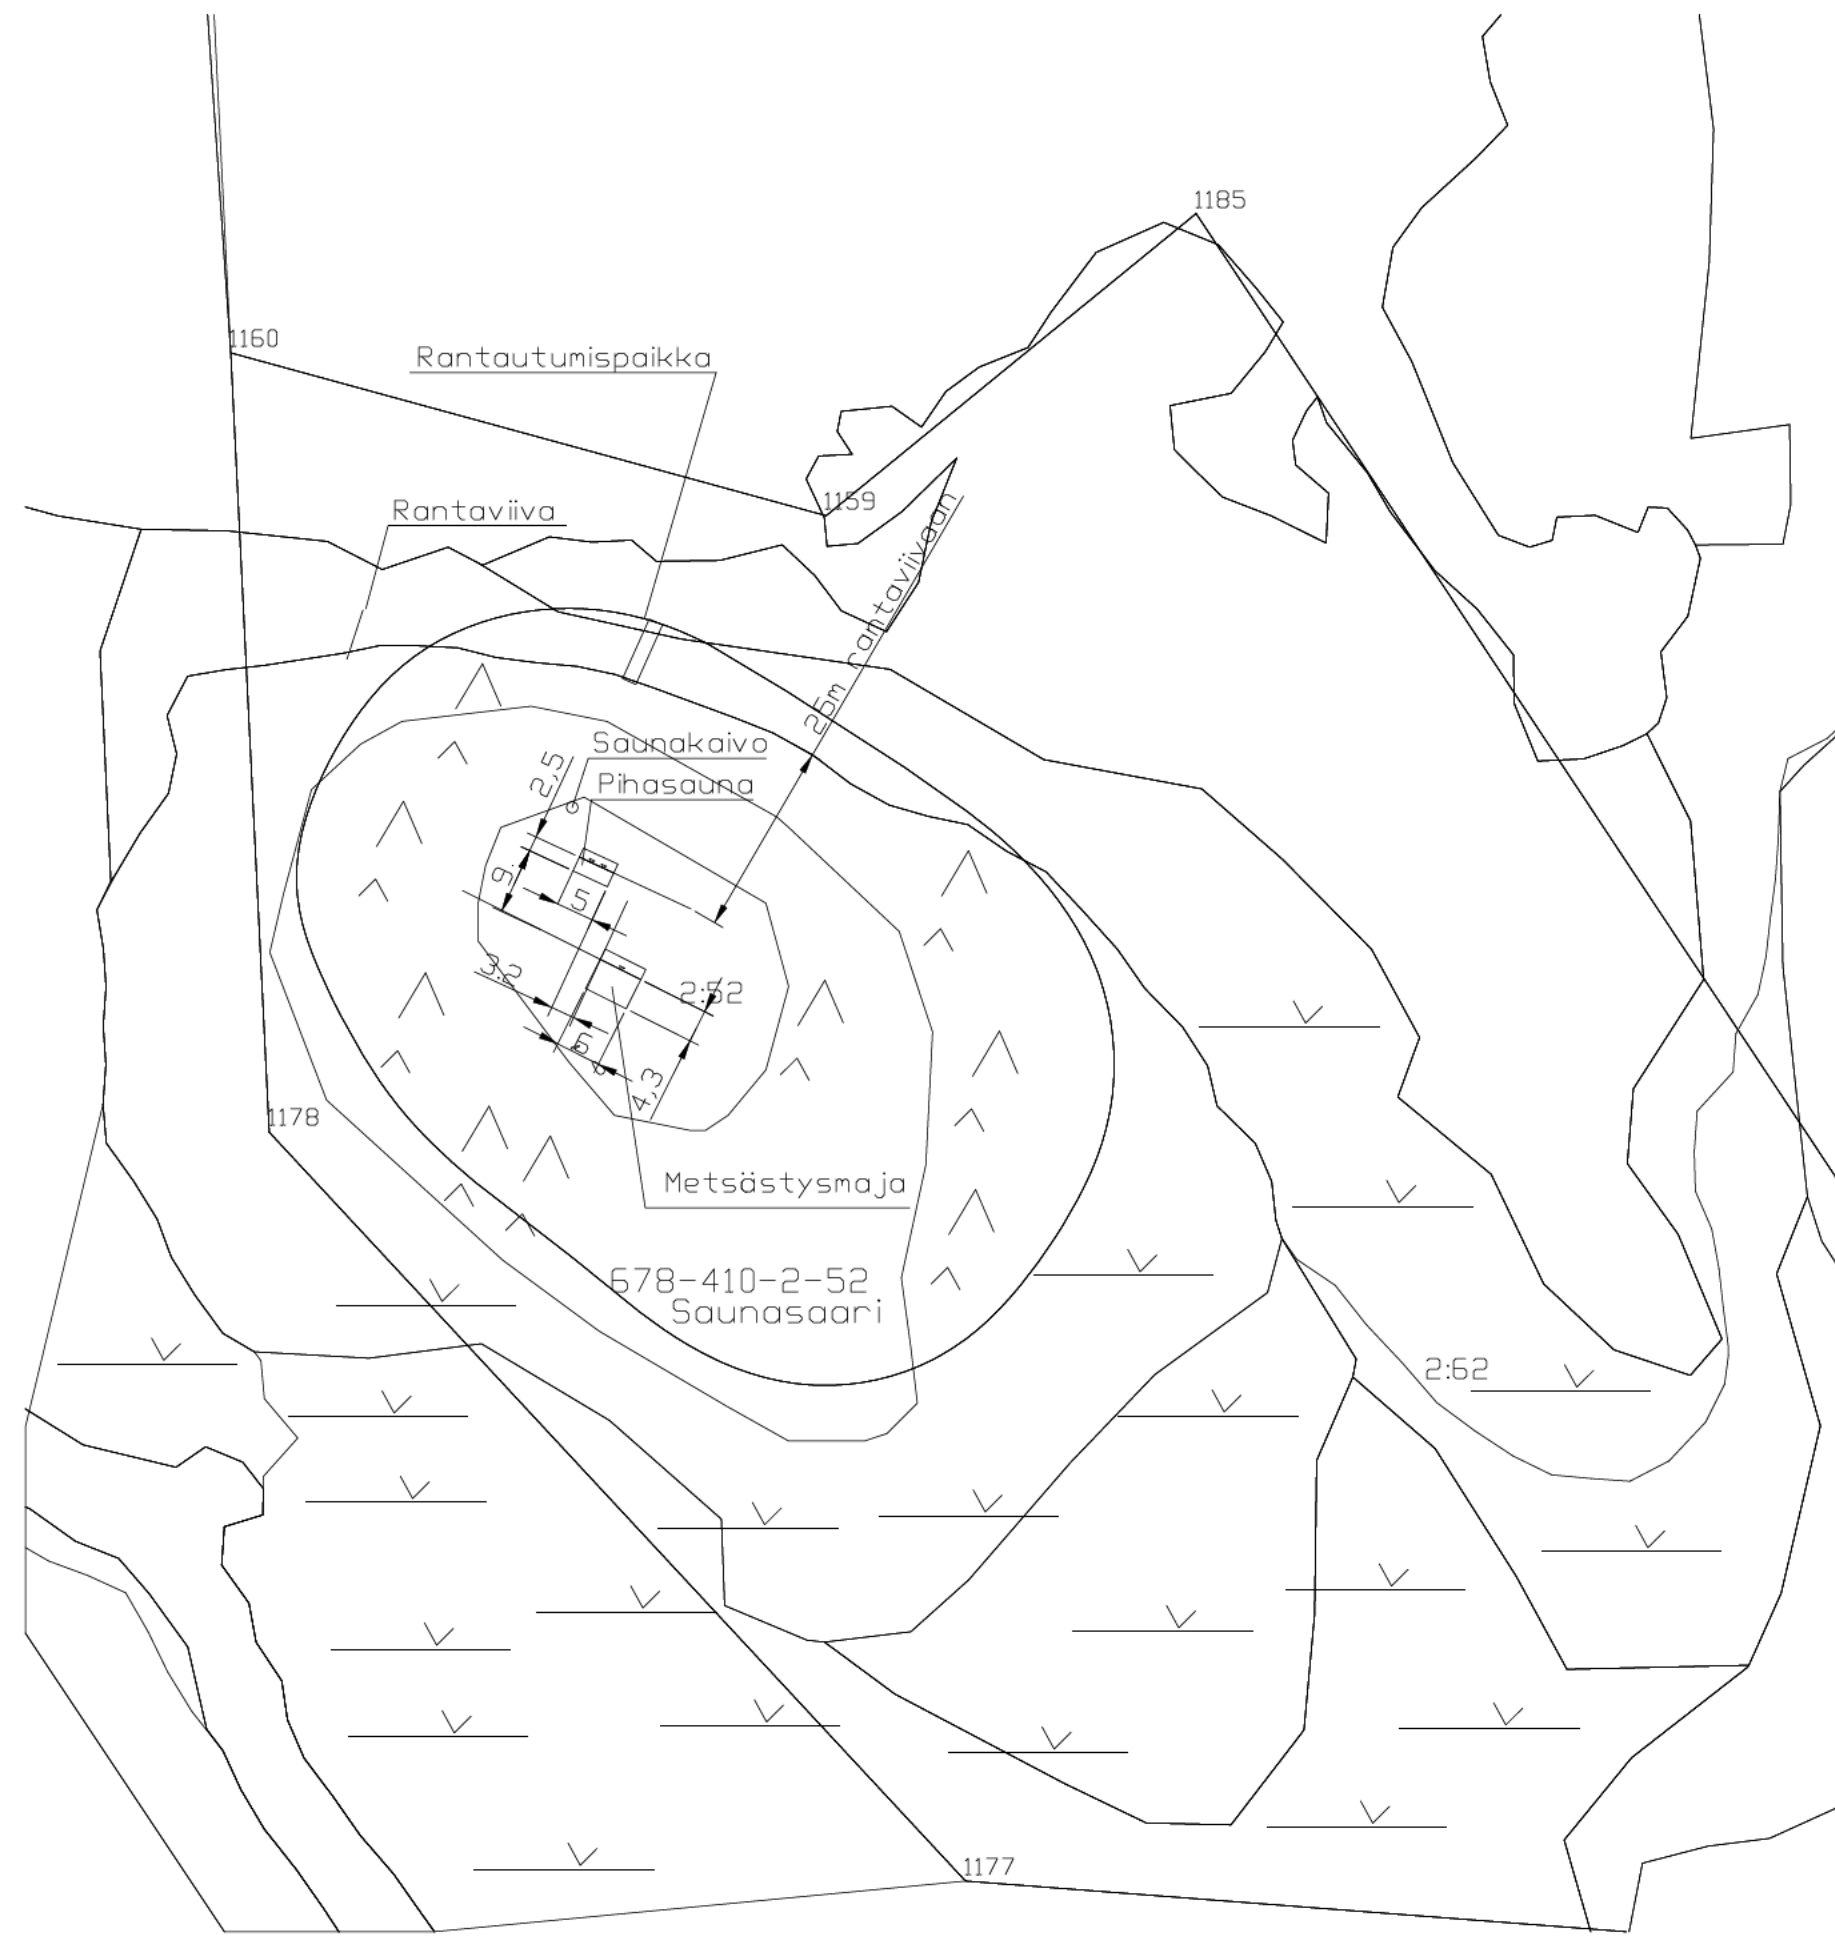 1185
1160
Rantautumispaikka
1159
Rantaviiva
25m rantaviivaan
Saunakaivo
2,5
Pihasauna
9
5
3.2
2:52
6
4,3
1178
Metsästysmaja
678-410-2-52
Saunasaari
2:62
1177